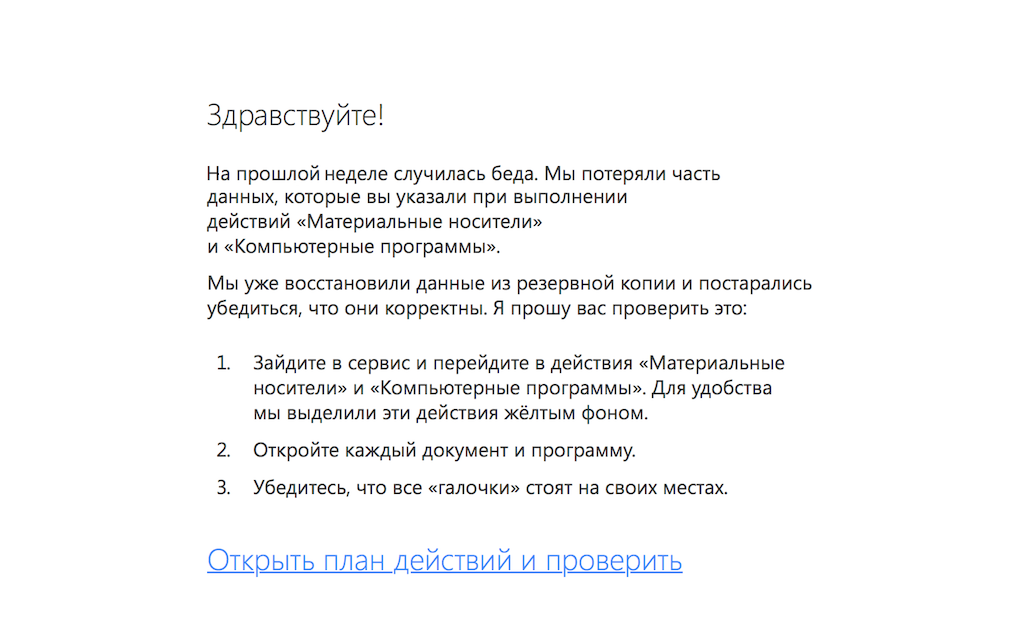 Здравствуйте!
На прошлой неделе случилась беда. Мы потеряли часть
данных, которые вы указали при выполнении
действий «Материальные носители»
и «Компьютерные программы».
Мы уже восстановили данные из резервной копии и постарались
убедиться, что они корректны. Я прошу вас проверить это:
1. Зайдите в сервис и перейдите в действия «Материальные
носители» и «Компьютерные программы». Для удобства
мы выделили эти действия жёлтым фоном.
2. Откройте каждый документ и программу.
3. Убедитесь, что все «галочки» стоят на своих местах.
Открыть план действий и проверить